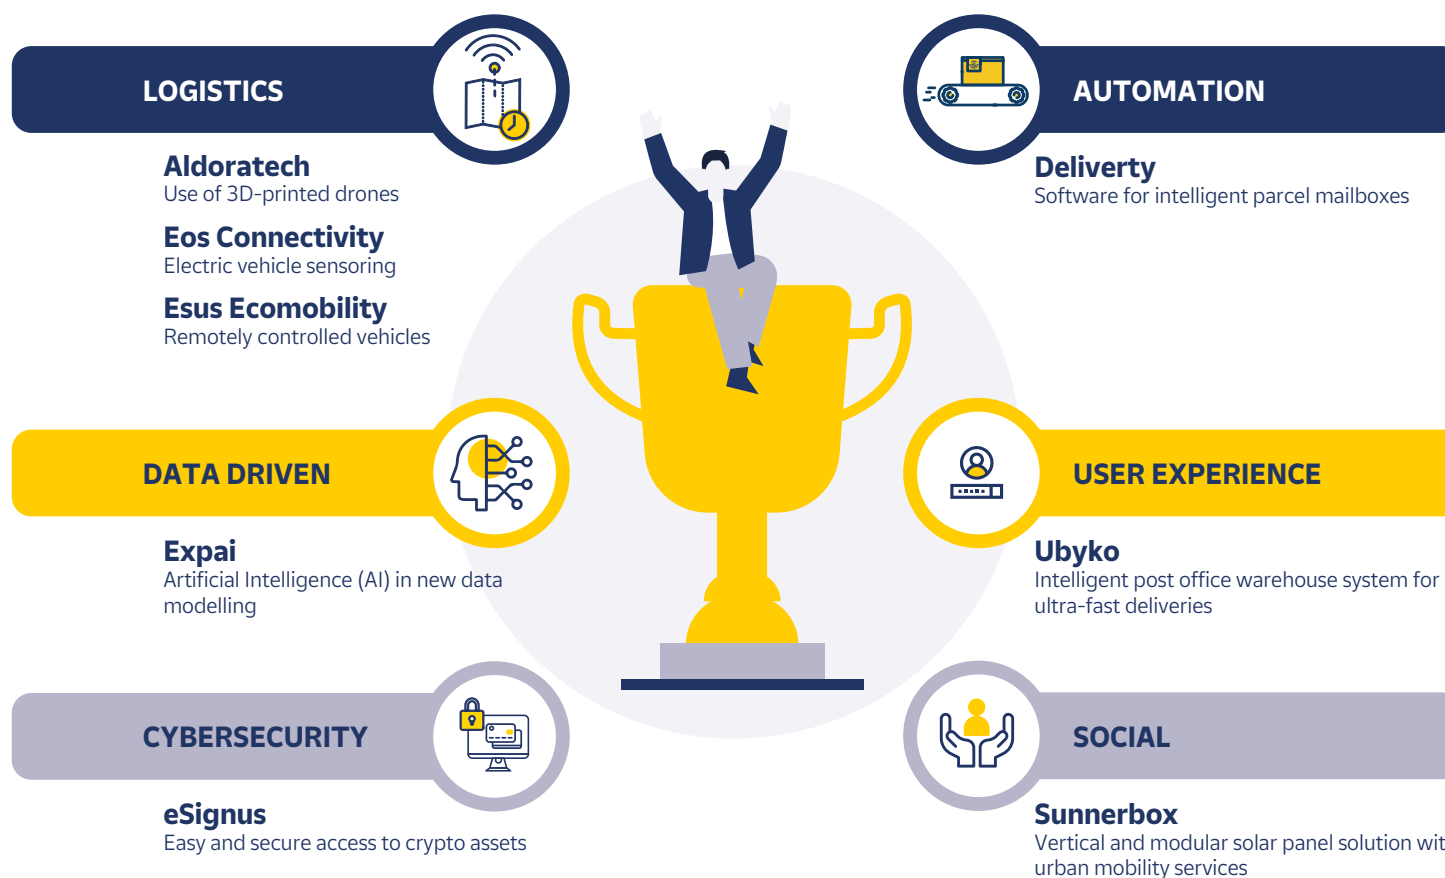 LOGISTICS
Aldoratech
Use of 3D-printed drones
Eos Connectivity
Electric vehicle sensoring
Esus Ecomobility
Remotely controlled vehicles
AUTOMATION
Deliverty
Software for intelligent parcel mailboxes
DATA DRIVEN
Expai
Artificial Intelligence (AI) in new data
modelling
USER EXPERIENCE
Ubyko
Intelligent post office warehouse system for
ultra-fast deliveries
CYBERSECURITY
eSignus
Easy and secure access to crypto assets
SOCIAL
Sunnerbox
Vertical and modular solar panel solution wit
urban mobility services